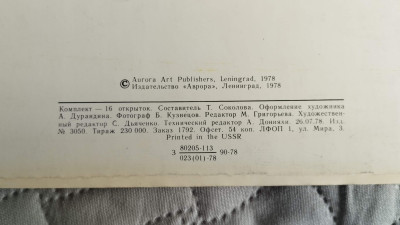 © Aurora Art Publishers, Leningrad, 1978
Издательство «Аврора», Ленинград, 1978
Комплект — 16 открыток. Составитель Т. Соколова. Оформление художника
А. Дурандина. Фотограф Б. Кузнецов. Редактор М. Григорьева. Художествен-
ный редактор С. Дьяченко. Технический редактор А. Доннязи. 26.07.78. Изд.
№ 3050. Тираж 230 000. Заказ 1792. Офсет. 54 коп. ЛФОП 1, ул. Мира, 3.
Printed in the USSR
З 80205-113 90-78
023(01)-78